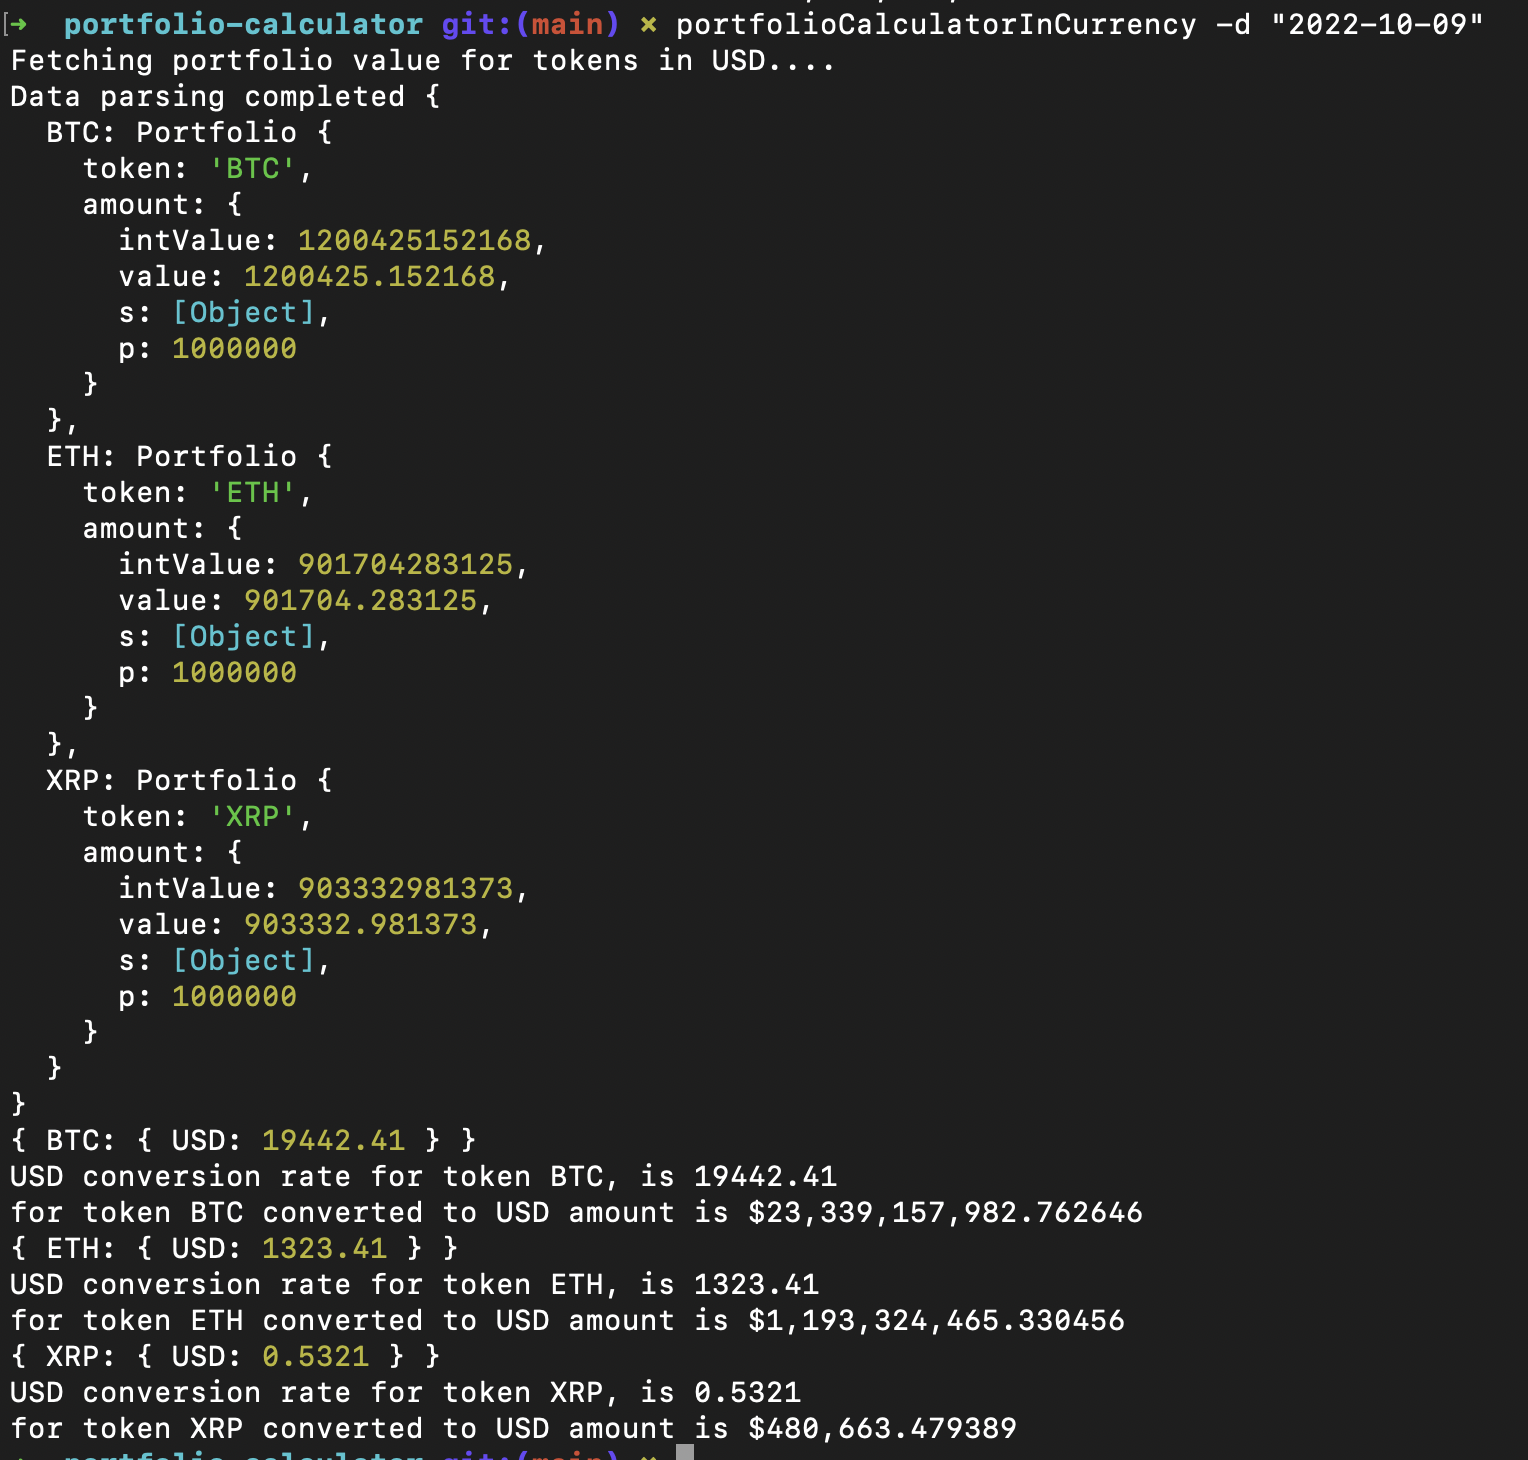 [➜  portfolio-calculator git:(main) ✗ portfolioCalculatorInCurrency -d "2022-10-09"
Fetching portfolio value for tokens in USD....
Data parsing completed {
  BTC: Portfolio {
    token: 'BTC',
    amount: {
      intValue: 1200425152168,
      value: 1200425.152168,
      s: [Object],
      p: 1000000
    }
  },
  ETH: Portfolio {
    token: 'ETH',
    amount: {
      intValue: 901704283125,
      value: 901704.283125,
      s: [Object],
      p: 1000000
    }
  },
  XRP: Portfolio {
    token: 'XRP',
    amount: {
      intValue: 903332981373,
      value: 903332.981373,
      s: [Object],
      p: 1000000
    }
  }
}
{ BTC: { USD: 19442.41 } }
USD conversion rate for token BTC, is 19442.41
for token BTC converted to USD amount is $23,339,157,982.762646
{ ETH: { USD: 1323.41 } }
USD conversion rate for token ETH, is 1323.41
for token ETH converted to USD amount is $1,193,324,465.330456
{ XRP: { USD: 0.5321 } }
USD conversion rate for token XRP, is 0.5321
for token XRP converted to USD amount is $480,663.479389
portfolio-calculator git:(main) ✗